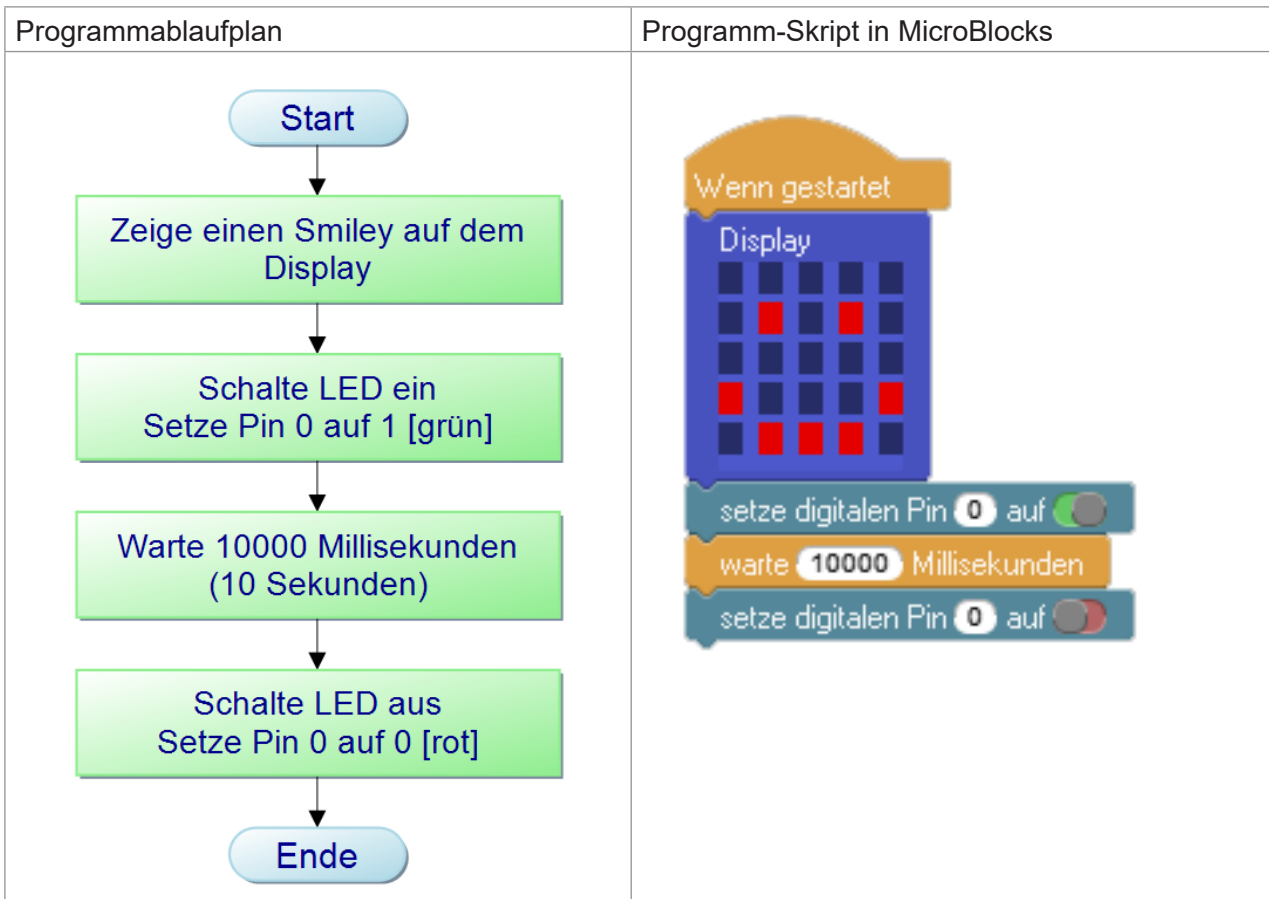 Programmablaufplan
Programm-Skript in MicroBlocks
Start
Zeige einen Smiley auf dem
Display
Schalte LED ein
Setze Pin 0 auf 1 [grün]
Warte 10000 Millisekunden
(10 Sekunden)
Schalte LED aus
Setze Pin 0 auf 0 [rot]
Ende
Wenn gestartet
Display
setze digitalen Pin 0 auf
warte 10000 Millisekunden
setze digitalen Pin 0 auf